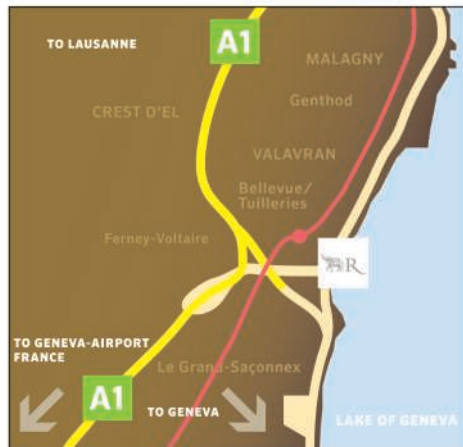 TO LAUSANNE
A1
MALAGNY
CREST D'EL
Genthod
VALAVRAN
Bellevue/
Tuilleries
Ferney-Voltaire
R
TO GENEVA-AIRPORT
FRANCE
Le Grand-Saçonnex
A1
TO GENEVA
LAKE OF GENEVA